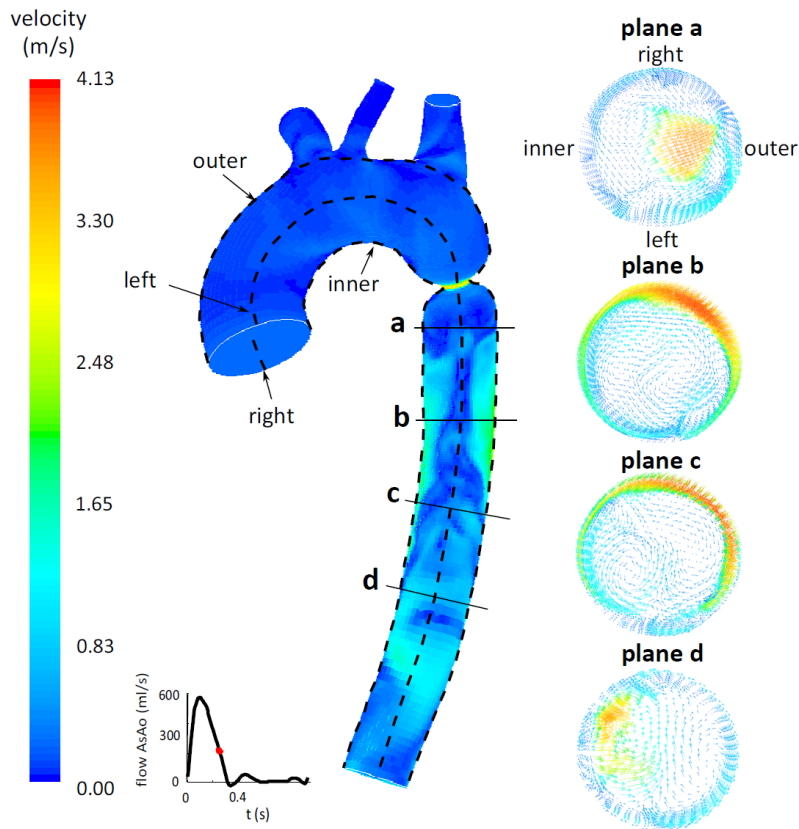 velocity
(m/s)
4.13
3.30
2.48
1.65
0.83
0.00
outer
left
inner
right
a
b
c
d
plane a
right
inner
outer
left
plane b
plane c
plane d
flow AsAo (ml/s)
600
300
0
0
0.4
t (s)